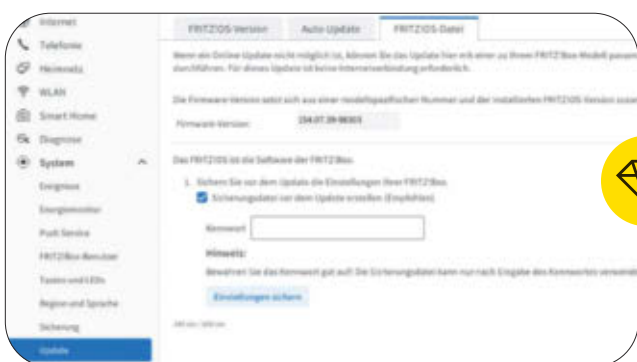 Internet
Telefonie
Heimnetz
WLAN
Smart Home
Diagnose
System
Ereignisse
Energiemonitor
Push Service
FRITZ!Box-Benutzer
Tasten und LEDs
Region und Sprache
Sicherung
Update
FRITZ!OS-Version Auto-Update FRITZ!OS-Datei
Wenn ein Online-Update nicht möglich ist, können Sie das Update hier mit einer zu Ihrem FRITZ!Box-Modell
durchführen. Für dieses Update ist keine Internetverbindung erforderlich.
Die Firmware-Version setzt sich aus einer modellspezifischen Nummer und der installierten FRITZ!OS-Version
Firmware-Version: 154.07.39-
Das FRITZ!OS ist die Software der FRITZ!Box.
1. Sichern Sie vor dem Update die Einstellungen Ihrer FRITZ!Box.
Sicherungsdatei vor dem Update erstellen (Empfohlen)
Kennwort
Hinweis:
Bewahren Sie das Kennwort gut auf! Die Sicherungsdatei kann nur nach Eingabe des Kennwortes
Einstellungen sichern